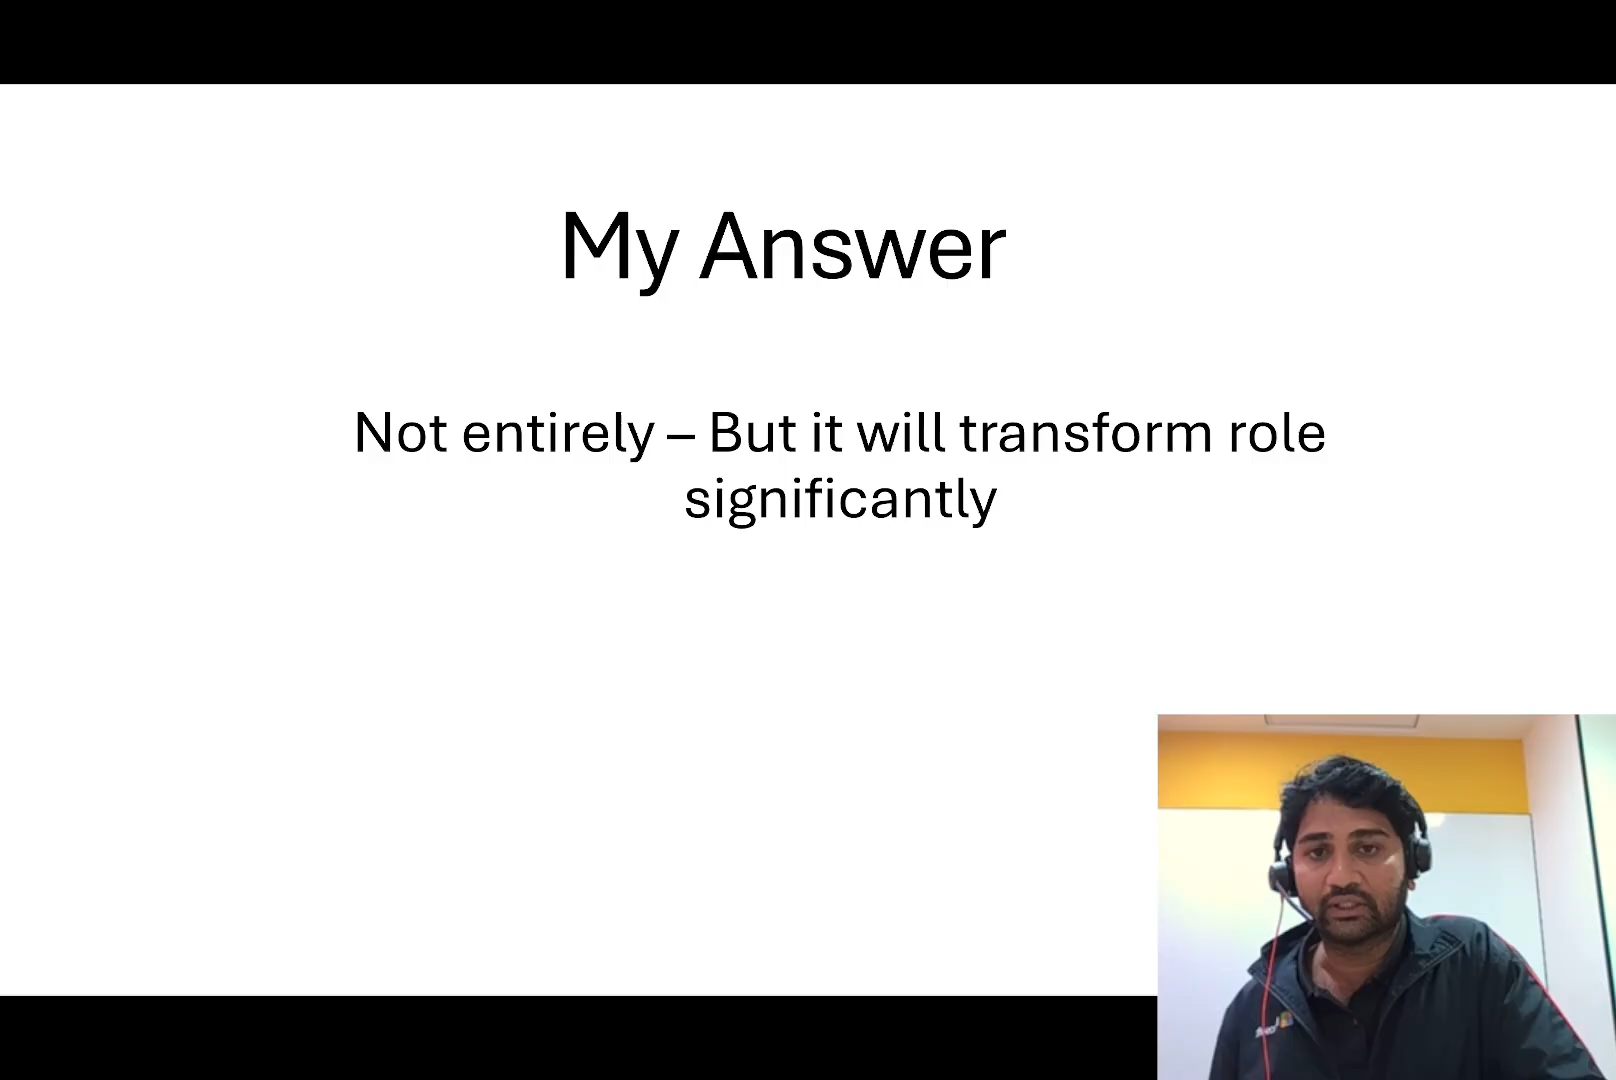 My Answer
Not entirely – But it will transform role
significantly